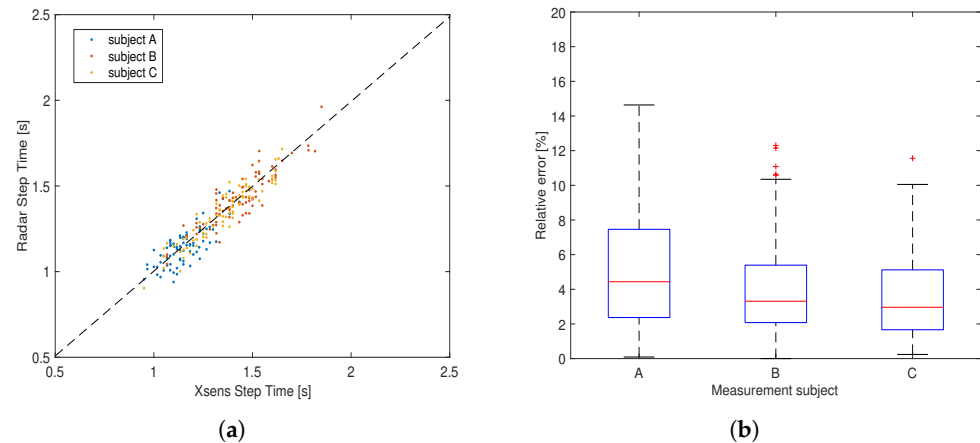 2.5
2
1.5
1
0.5
Radar Step Time [s]
subject A
subject B
subject C
0.5
1
1.5
2
2.5
Xsens Step Time [s]
(a)
20
18
16
14
12
10
8
6
4
2
0
Relative error [%]
A
B
C
Measurement subject
(b)